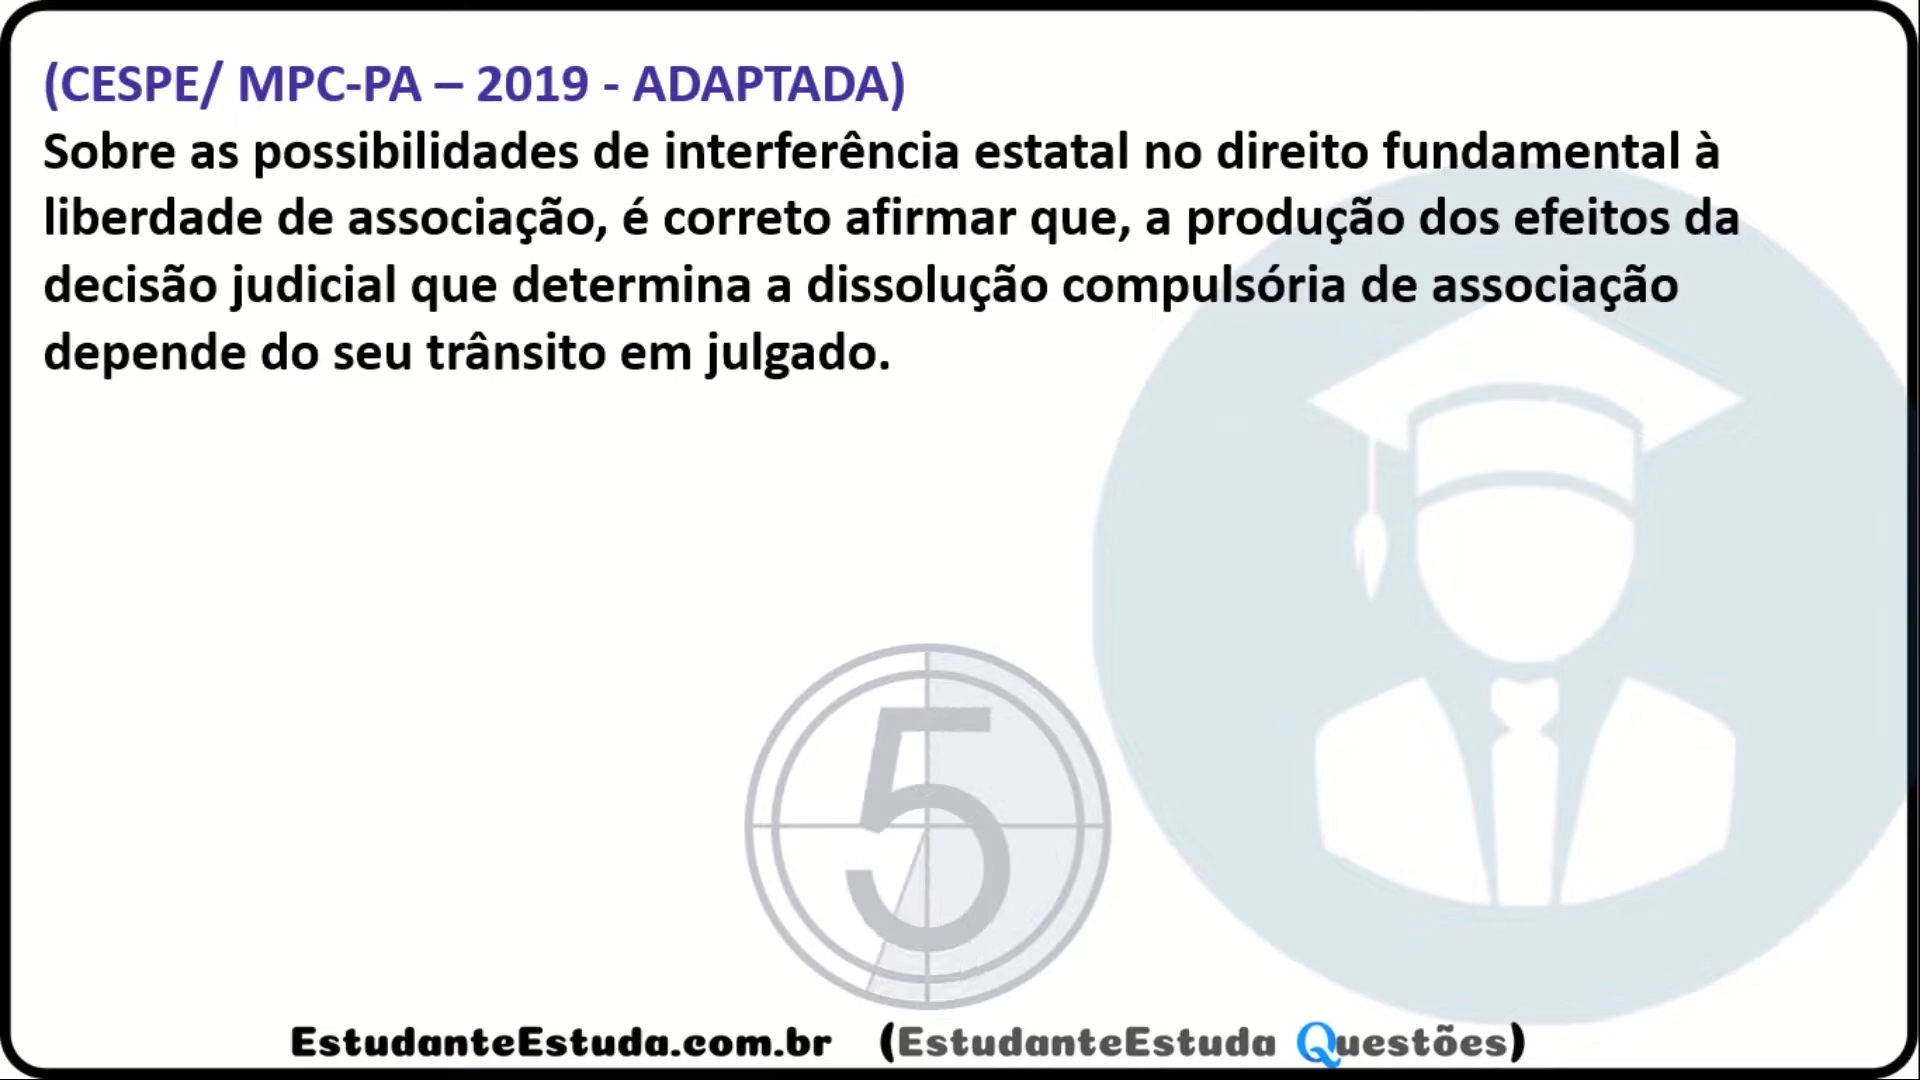 (CESPE/ MPC-PA – 2019 - ADAPTADA)
Sobre as possibilidades de interferência estatal no direito fundamental à
liberdade de associação, é correto afirmar que, a produção dos efeitos da
decisão judicial que determina a dissolução compulsória de associação
depende do seu trânsito em julgado.
5
EstudanteEstuda.com.br (EstudanteEstuda Questões)